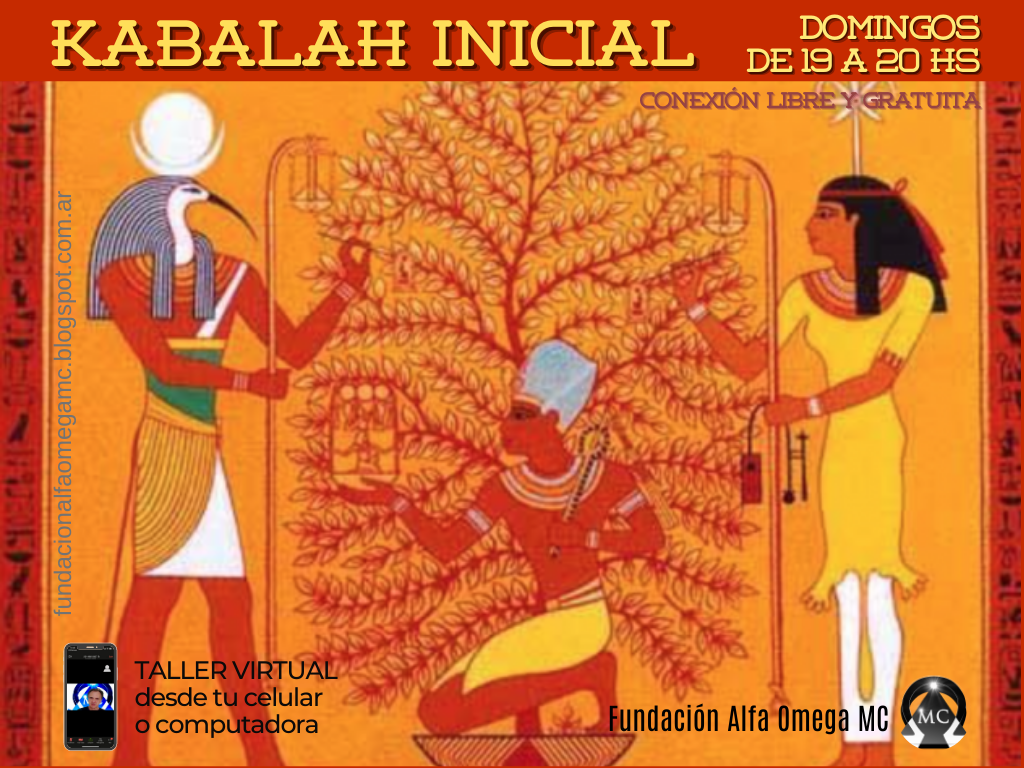 KABALAH INICIAL
DOMINGOS
DE 19 A 20 HS
CONEXIÓN LIBRE Y GRATUITA
fundacionalfaomegamc.blogspot.com.ar
TALLER VIRTUAL
desde tu celular
o computadora
Fundación Alfa Omega MC
MC